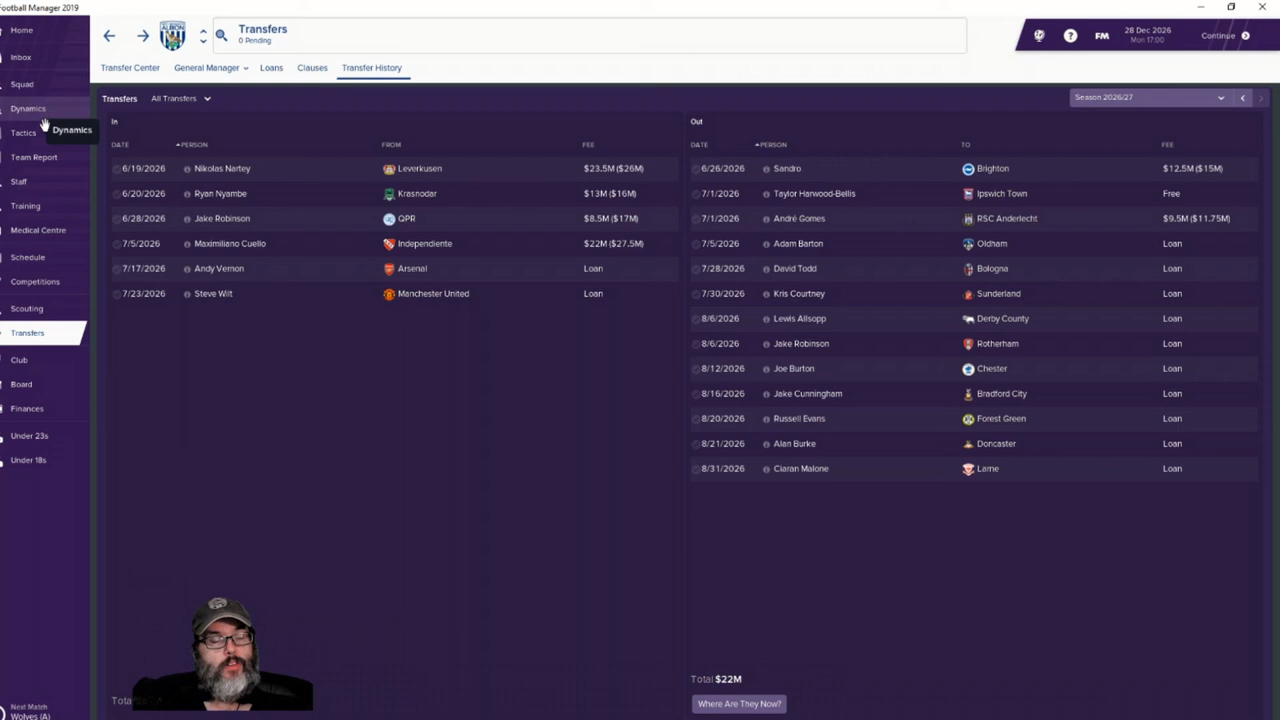 Football Manager 2019
Home
Inbox
Squad
Dynamics
Dynamics
Tactics
Team Report
Staff
Training
Medical Centre
Schedule
Competitions
Scouting
Transfers
Club
Board
Finances
Under 23s
Under 18s
Next Match
Wolves (A)
ALBION
Transfers
0 Pending
? FM 28 Dec 2026
Mon 17:00
Continue
Transfer Center General Manager Loans Clauses Transfer History
Transfers All Transfers Season 2026/27
In
DATE PERSON FROM FEE
6/19/2026 Nikolas Nartey Leverkusen $23.5M ($26M)
6/20/2026 Ryan Nyambe Krasnodar $13M ($16M)
6/28/2026 Jake Robinson QPR $8.5M ($17M)
7/5/2026 Maximiliano Cuello Independiente $22M ($27.5M)
7/17/2026 Andy Vernon Arsenal Loan
7/23/2026 Steve Wilt Manchester United Loan
Out
DATE PERSON TO FEE
6/26/2026 Sandro Brighton $12.5M ($15M)
7/1/2026 Taylor Harwood-Bellis Ipswich Town Free
7/1/2026 André Gomes RSC Anderlecht $9.5M ($11.75M)
7/5/2026 Adam Barton Oldham Loan
7/28/2026 David Todd Bologna Loan
7/30/2026 Kris Courtney Sunderland Loan
8/6/2026 Lewis Allsopp Derby County Loan
8/6/2026 Jake Robinson Rotherham Loan
8/12/2026 Joe Burton Chester Loan
8/16/2026 Jake Cunningham Bradford City Loan
8/20/2026 Russell Evans Forest Green Loan
8/21/2026 Alan Burke Doncaster Loan
8/31/2026 Ciaran Malone Larne Loan
Total $22M
Where Are They Now?